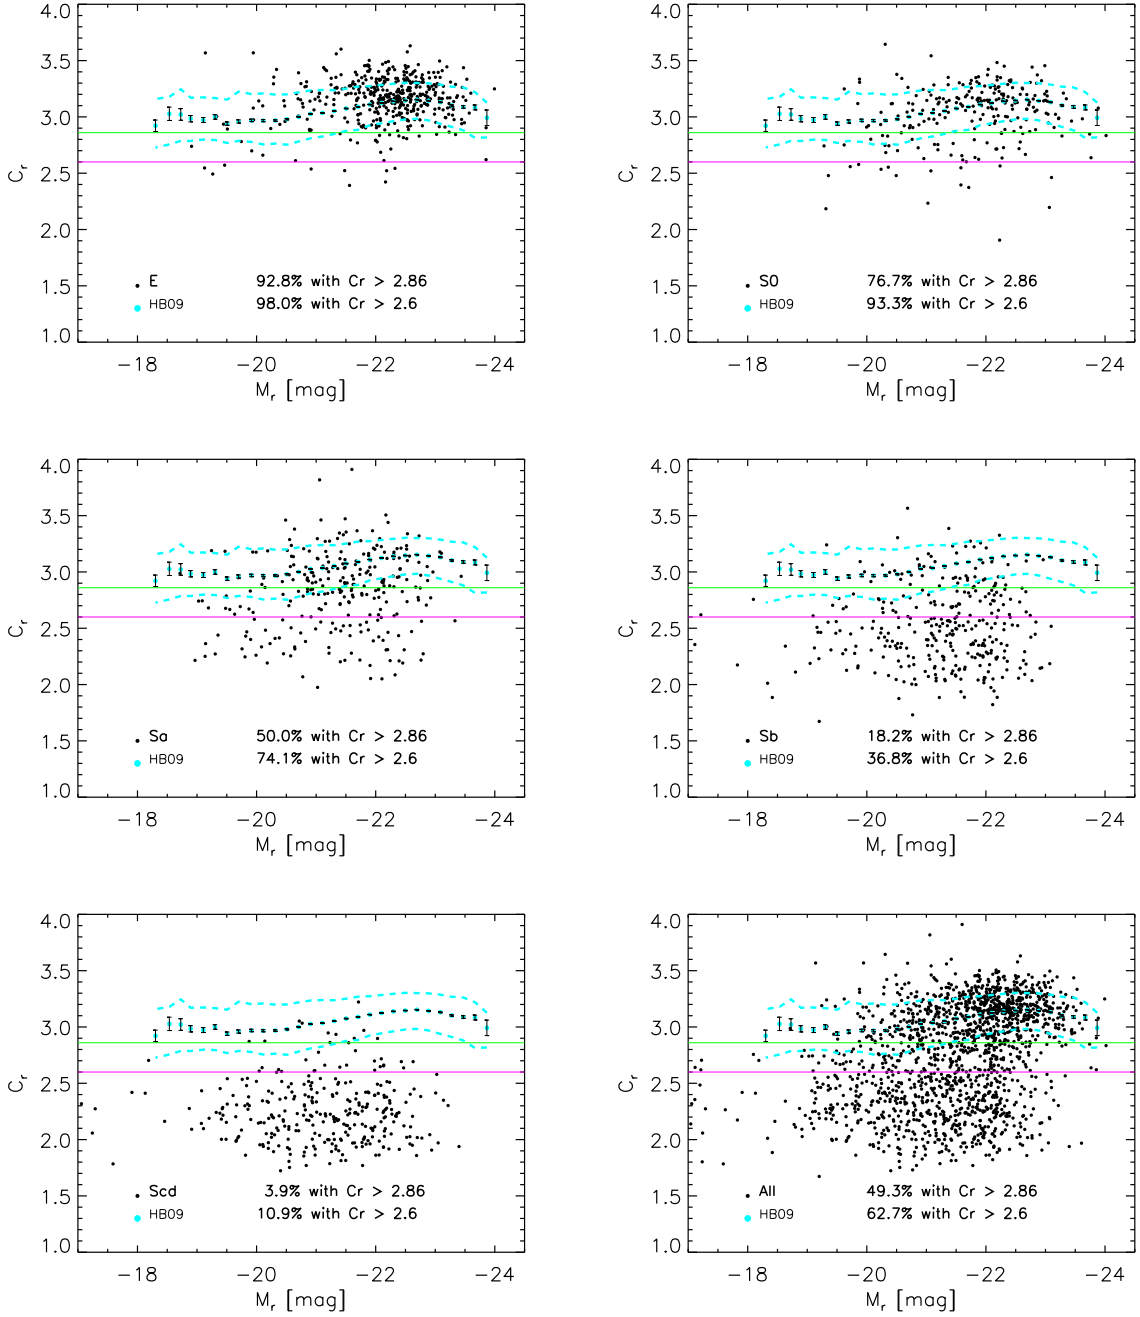 4.0
3.5
3.0
2.5
2.0
1.5
1.0
C_r
E 92.8% with Cr > 2.86
HB09 98.0% with Cr > 2.6
−18 −20 −22 −24
M_r [mag]
4.0
3.5
3.0
2.5
2.0
1.5
1.0
C_r
S0 76.7% with Cr > 2.86
HB09 93.3% with Cr > 2.6
−18 −20 −22 −24
M_r [mag]
4.0
3.5
3.0
2.5
2.0
1.5
1.0
C_r
Sa 50.0% with Cr > 2.86
HB09 74.1% with Cr > 2.6
−18 −20 −22 −24
M_r [mag]
4.0
3.5
3.0
2.5
2.0
1.5
1.0
C_r
Sb 18.2% with Cr > 2.86
HB09 36.8% with Cr > 2.6
−18 −20 −22 −24
M_r [mag]
4.0
3.5
3.0
2.5
2.0
1.5
1.0
C_r
Scd 3.9% with Cr > 2.86
HB09 10.9% with Cr > 2.6
−18 −20 −22 −24
M_r [mag]
4.0
3.5
3.0
2.5
2.0
1.5
1.0
C_r
All 49.3% with Cr > 2.86
HB09 62.7% with Cr > 2.6
−18 −20 −22 −24
M_r [mag]